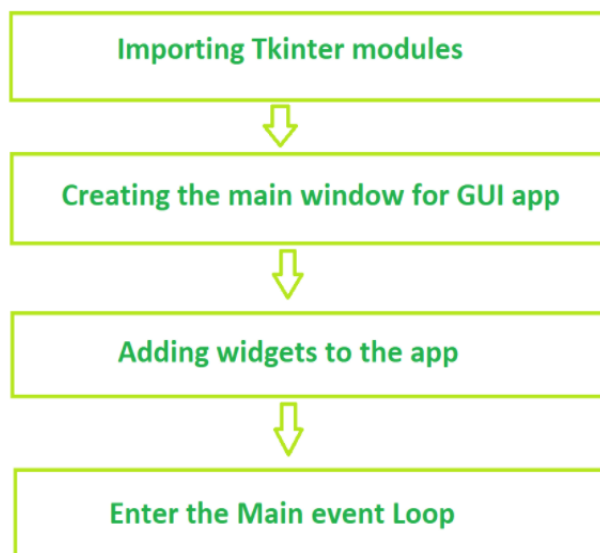 Importing Tkinter modules
Creating the main window for GUI app
Adding widgets to the app
Enter the Main event Loop